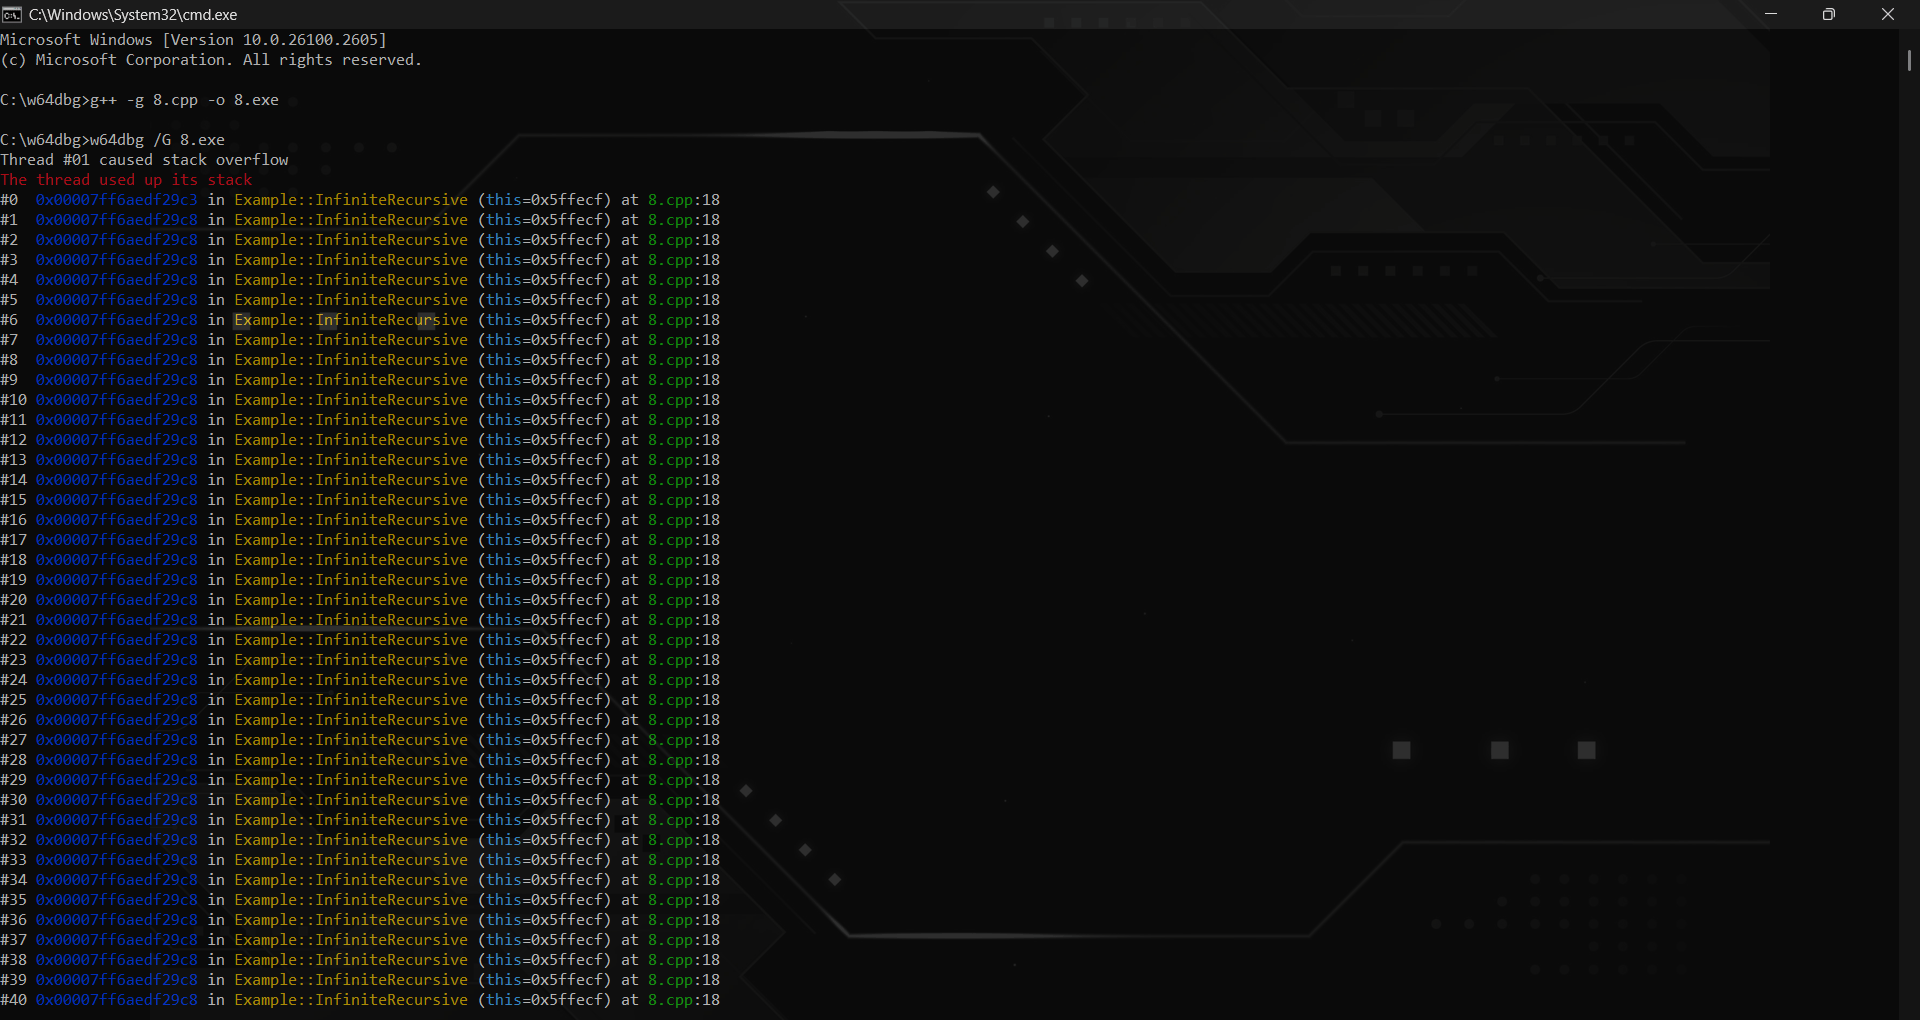 C:\Windows\System32\cmd.exe
Microsoft Windows [Version 10.0.26100.2605]
(c) Microsoft Corporation. All rights reserved.
C:\w64dbg>g++ -g 8.cpp -o 8.exe
C:\w64dbg>w64dbg /G 8.exe
Thread #01 caused stack overflow
The thread used up its stack
#0  0x00007ff6aedf29c3 in Example::InfiniteRecursive (this=0x5ffecf) at 8.cpp:18
#1  0x00007ff6aedf29c8 in Example::InfiniteRecursive (this=0x5ffecf) at 8.cpp:18
#2  0x00007ff6aedf29c8 in Example::InfiniteRecursive (this=0x5ffecf) at 8.cpp:18
#3  0x00007ff6aedf29c8 in Example::InfiniteRecursive (this=0x5ffecf) at 8.cpp:18
#4  0x00007ff6aedf29c8 in Example::InfiniteRecursive (this=0x5ffecf) at 8.cpp:18
#5  0x00007ff6aedf29c8 in Example::InfiniteRecursive (this=0x5ffecf) at 8.cpp:18
#6  0x00007ff6aedf29c8 in Example::InfiniteRecursive (this=0x5ffecf) at 8.cpp:18
#7  0x00007ff6aedf29c8 in Example::InfiniteRecursive (this=0x5ffecf) at 8.cpp:18
#8  0x00007ff6aedf29c8 in Example::InfiniteRecursive (this=0x5ffecf) at 8.cpp:18
#9  0x00007ff6aedf29c8 in Example::InfiniteRecursive (this=0x5ffecf) at 8.cpp:18
#10 0x00007ff6aedf29c8 in Example::InfiniteRecursive (this=0x5ffecf) at 8.cpp:18
#11 0x00007ff6aedf29c8 in Example::InfiniteRecursive (this=0x5ffecf) at 8.cpp:18
#12 0x00007ff6aedf29c8 in Example::InfiniteRecursive (this=0x5ffecf) at 8.cpp:18
#13 0x00007ff6aedf29c8 in Example::InfiniteRecursive (this=0x5ffecf) at 8.cpp:18
#14 0x00007ff6aedf29c8 in Example::InfiniteRecursive (this=0x5ffecf) at 8.cpp:18
#15 0x00007ff6aedf29c8 in Example::InfiniteRecursive (this=0x5ffecf) at 8.cpp:18
#16 0x00007ff6aedf29c8 in Example::InfiniteRecursive (this=0x5ffecf) at 8.cpp:18
#17 0x00007ff6aedf29c8 in Example::InfiniteRecursive (this=0x5ffecf) at 8.cpp:18
#18 0x00007ff6aedf29c8 in Example::InfiniteRecursive (this=0x5ffecf) at 8.cpp:18
#19 0x00007ff6aedf29c8 in Example::InfiniteRecursive (this=0x5ffecf) at 8.cpp:18
#20 0x00007ff6aedf29c8 in Example::InfiniteRecursive (this=0x5ffecf) at 8.cpp:18
#21 0x00007ff6aedf29c8 in Example::InfiniteRecursive (this=0x5ffecf) at 8.cpp:18
#22 0x00007ff6aedf29c8 in Example::InfiniteRecursive (this=0x5ffecf) at 8.cpp:18
#23 0x00007ff6aedf29c8 in Example::InfiniteRecursive (this=0x5ffecf) at 8.cpp:18
#24 0x00007ff6aedf29c8 in Example::InfiniteRecursive (this=0x5ffecf) at 8.cpp:18
#25 0x00007ff6aedf29c8 in Example::InfiniteRecursive (this=0x5ffecf) at 8.cpp:18
#26 0x00007ff6aedf29c8 in Example::InfiniteRecursive (this=0x5ffecf) at 8.cpp:18
#27 0x00007ff6aedf29c8 in Example::InfiniteRecursive (this=0x5ffecf) at 8.cpp:18
#28 0x00007ff6aedf29c8 in Example::InfiniteRecursive (this=0x5ffecf) at 8.cpp:18
#29 0x00007ff6aedf29c8 in Example::InfiniteRecursive (this=0x5ffecf) at 8.cpp:18
#30 0x00007ff6aedf29c8 in Example::InfiniteRecursive (this=0x5ffecf) at 8.cpp:18
#31 0x00007ff6aedf29c8 in Example::InfiniteRecursive (this=0x5ffecf) at 8.cpp:18
#32 0x00007ff6aedf29c8 in Example::InfiniteRecursive (this=0x5ffecf) at 8.cpp:18
#33 0x00007ff6aedf29c8 in Example::InfiniteRecursive (this=0x5ffecf) at 8.cpp:18
#34 0x00007ff6aedf29c8 in Example::InfiniteRecursive (this=0x5ffecf) at 8.cpp:18
#35 0x00007ff6aedf29c8 in Example::InfiniteRecursive (this=0x5ffecf) at 8.cpp:18
#36 0x00007ff6aedf29c8 in Example::InfiniteRecursive (this=0x5ffecf) at 8.cpp:18
#37 0x00007ff6aedf29c8 in Example::InfiniteRecursive (this=0x5ffecf) at 8.cpp:18
#38 0x00007ff6aedf29c8 in Example::InfiniteRecursive (this=0x5ffecf) at 8.cpp:18
#39 0x00007ff6aedf29c8 in Example::InfiniteRecursive (this=0x5ffecf) at 8.cpp:18
#40 0x00007ff6aedf29c8 in Example::InfiniteRecursive (this=0x5ffecf) at 8.cpp:18